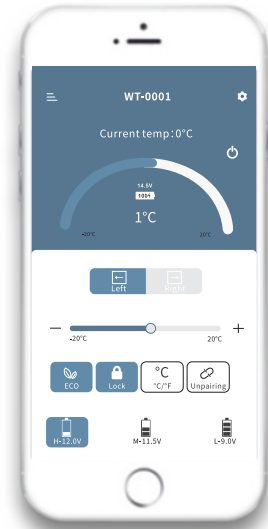 WT-0001
Current temp:0°C
14.5V
100%
1°C
-20°C 20°C
Left Right
-20°C 20°C
ECO Lock °C °C/°F Unpairing
H-12.0V M-11.5V L-9.0V